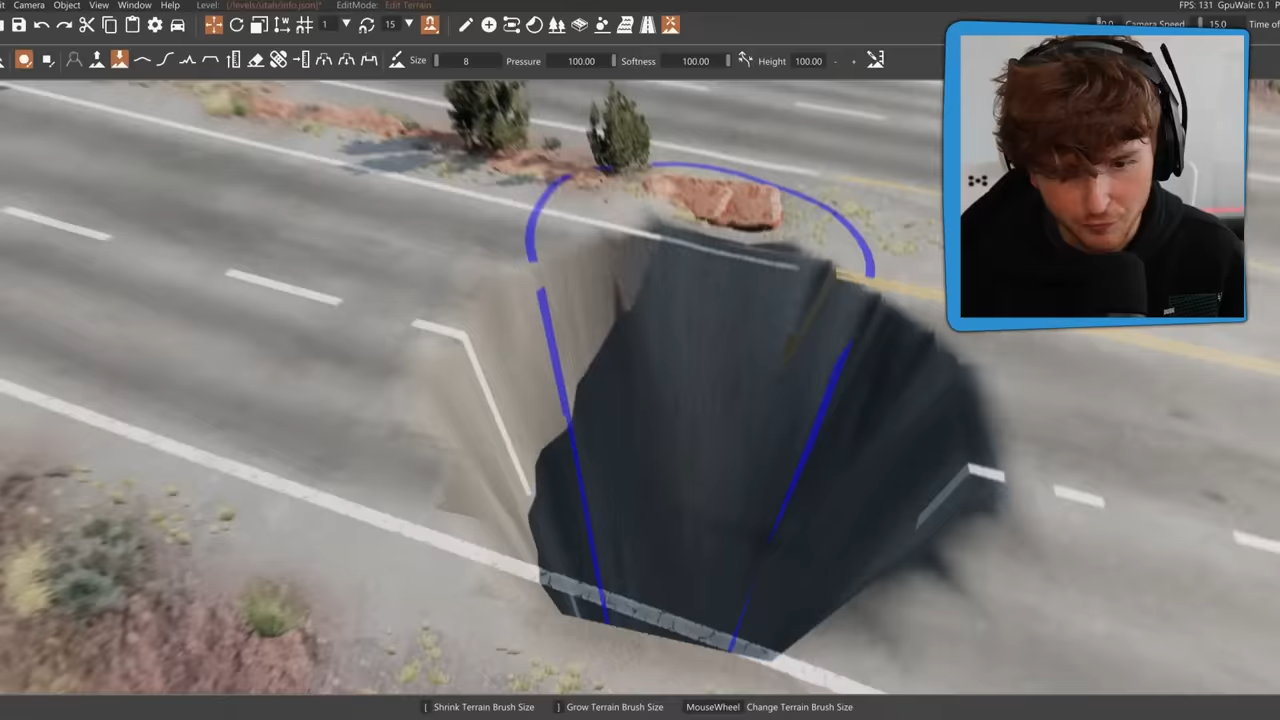 Camera Object View Window Help Level: (/levels/utah/info.json)* EditMode: Edit Terrain FPS: 131 GpuWait: 0.1
1 15 Camera Speed 15.0 Time of
Size 8 Pressure 100.00 Softness 100.00 Height 100.00
[ Shrink Terrain Brush Size ] Grow Terrain Brush Size MouseWheel Change Terrain Brush Size